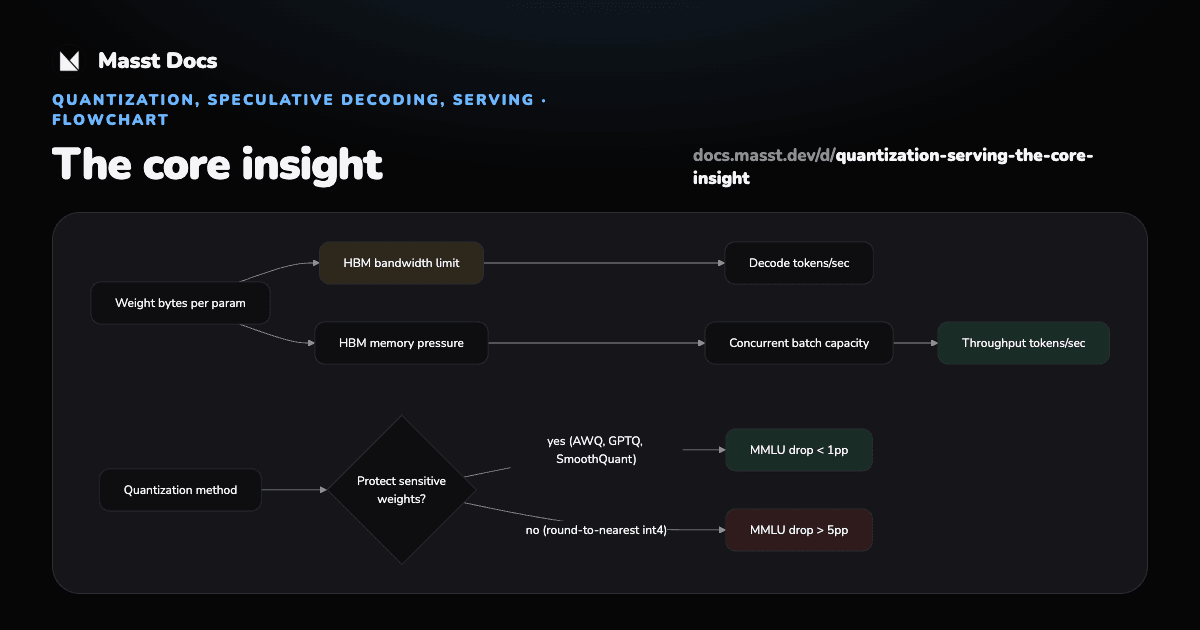 Masst Docs
QUANTIZATION, SPECULATIVE DECODING, SERVING ·
FLOWCHART
The core insight
docs.masst.dev/d/quantization-serving-the-core-
insight
HBM bandwidth limit
Decode tokens/sec
Weight bytes per param
HBM memory pressure
Concurrent batch capacity
Throughput tokens/sec
yes (AWQ, GPTQ,
SmoothQuant)
MMLU drop < 1pp
Quantization method
Protect sensitive
weights?
no (round-to-nearest int4)
MMLU drop > 5pp